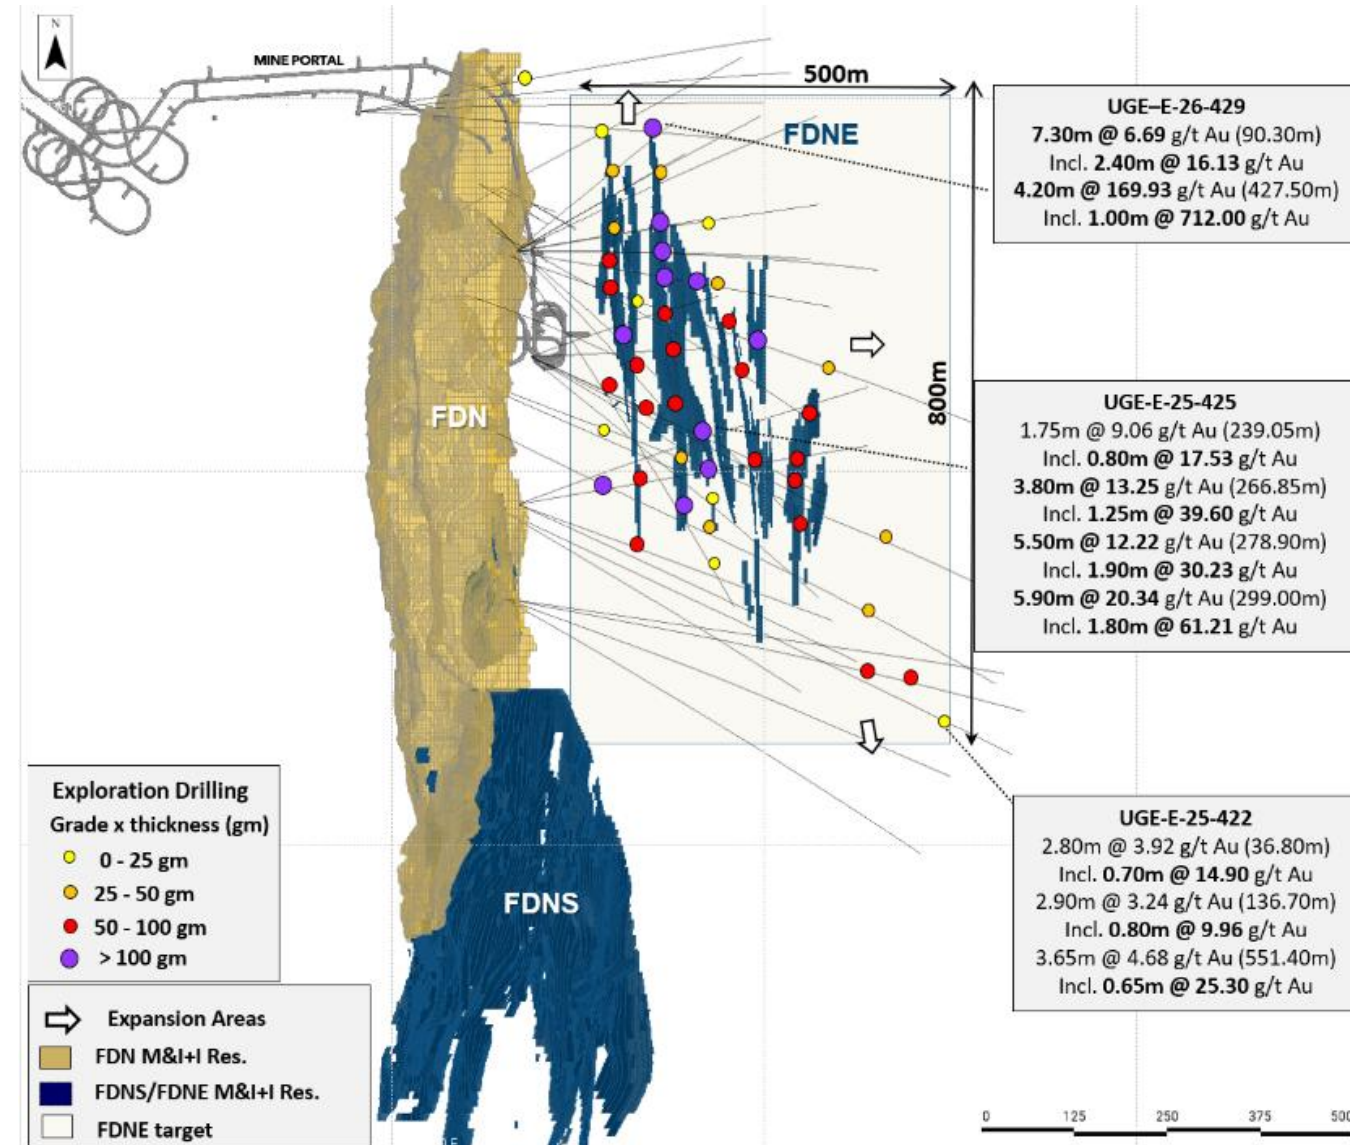 N
MINE PORTAL
500m
FDNE
800m
FDN
FDNS
UGE–E-26-429
7.30m @ 6.69 g/t Au (90.30m)
Incl. 2.40m @ 16.13 g/t Au
4.20m @ 169.93 g/t Au (427.50m)
Incl. 1.00m @ 712.00 g/t Au
UGE-E-25-425
1.75m @ 9.06 g/t Au (239.05m)
Incl. 0.80m @ 17.53 g/t Au
3.80m @ 13.25 g/t Au (266.85m)
Incl. 1.25m @ 39.60 g/t Au
5.50m @ 12.22 g/t Au (278.90m)
Incl. 1.90m @ 30.23 g/t Au
5.90m @ 20.34 g/t Au (299.00m)
Incl. 1.80m @ 61.21 g/t Au
UGE-E-25-422
2.80m @ 3.92 g/t Au (36.80m)
Incl. 0.70m @ 14.90 g/t Au
2.90m @ 3.24 g/t Au (136.70m)
Incl. 0.80m @ 9.96 g/t Au
3.65m @ 4.68 g/t Au (551.40m)
Incl. 0.65m @ 25.30 g/t Au
Exploration Drilling
Grade x thickness (gm)
0 - 25 gm
25 - 50 gm
50 - 100 gm
> 100 gm
Expansion Areas
FDN M&I+I Res.
FDNS/FDNE M&I+I Res.
FDNE target
0 125 250 375 500